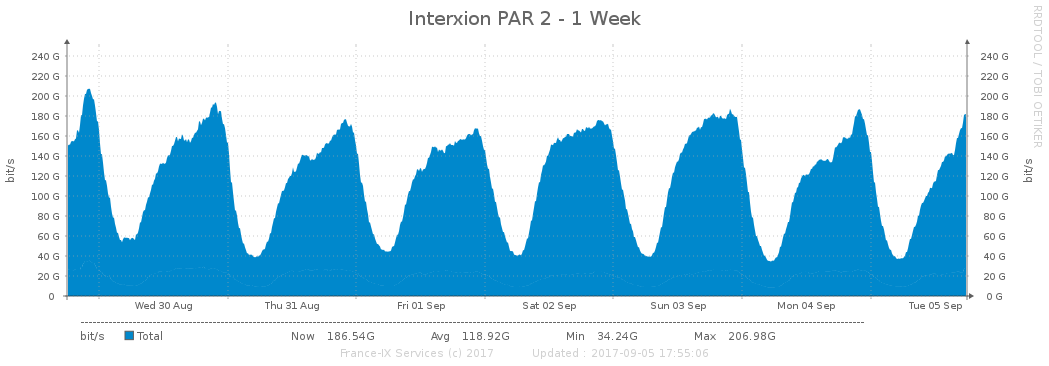 Interxion PAR 2 - 1 Week
RRDTOOL / TOBI OETIKER
bit/s
240 G
220 G
200 G
180 G
160 G
140 G
120 G
100 G
80 G
60 G
40 G
20 G
0
240 G
220 G
200 G
180 G
160 G
140 G
120 G
100 G
80 G
60 G
40 G
20 G
0 G
bit/s
Wed 30 Aug Thu 31 Aug Fri 01 Sep Sat 02 Sep Sun 03 Sep Mon 04 Sep Tue 05 Sep
bit/s Total Now 186.54G Avg 118.92G Min 34.24G Max 206.98G
France-IX Services (c) 2017 Updated : 2017-09-05 17:55:06